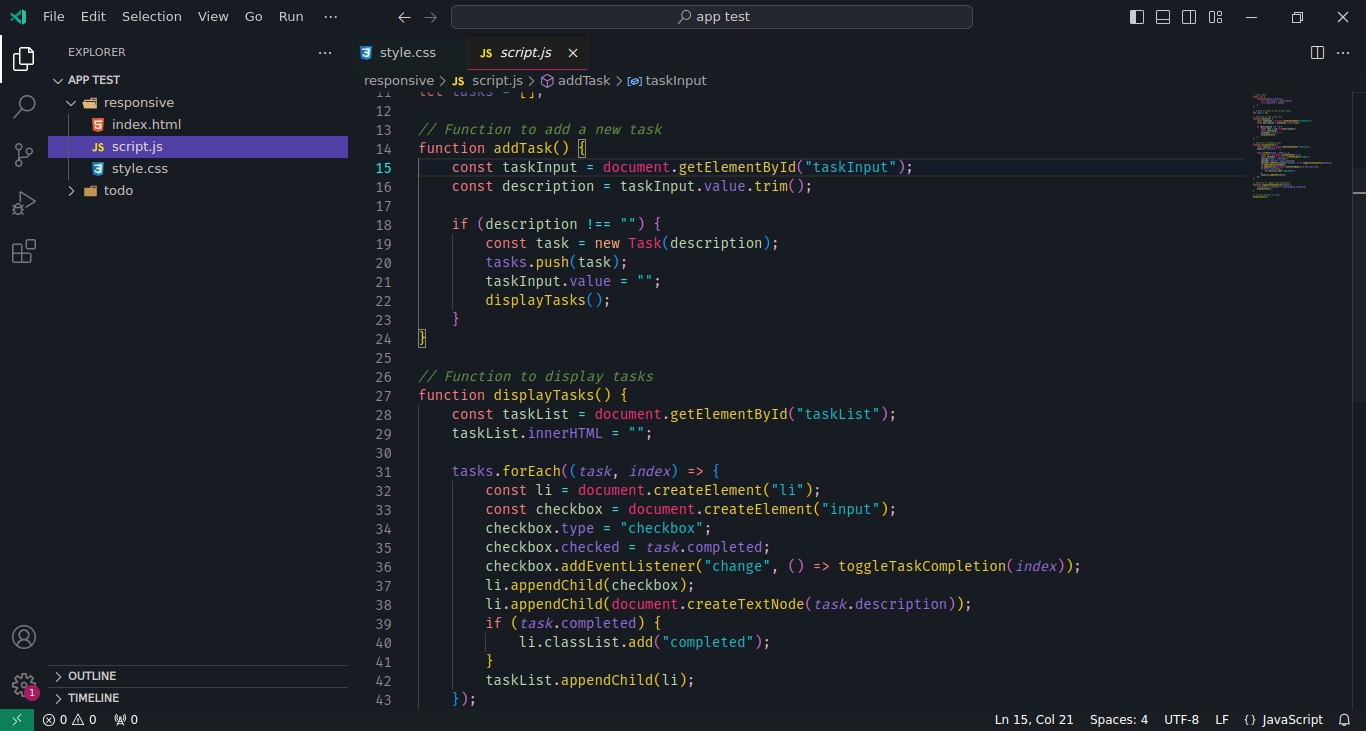 File Edit Selection View Go Run ···
app test
EXPLORER ···
APP TEST
responsive
index.html
JS script.js
style.css
todo
OUTLINE
TIMELINE
style.css
JS script.js
responsive > JS script.js > addTask > taskInput
11 let tasks = [];
12
13 // Function to add a new task
14 function addTask() {
15     const taskInput = document.getElementById("taskInput");
16     const description = taskInput.value.trim();
17
18     if (description !== "") {
19         const task = new Task(description);
20         tasks.push(task);
21         taskInput.value = "";
22         displayTasks();
23     }
24 }
25
26 // Function to display tasks
27 function displayTasks() {
28     const taskList = document.getElementById("taskList");
29     taskList.innerHTML = "";
30
31     tasks.forEach((task, index) => {
32         const li = document.createElement("li");
33         const checkbox = document.createElement("input");
34         checkbox.type = "checkbox";
35         checkbox.checked = task.completed;
36         checkbox.addEventListener("change", () => toggleTaskCompletion(index));
37         li.appendChild(checkbox);
38         li.appendChild(document.createTextNode(task.description));
39         if (task.completed) {
40             li.classList.add("completed");
41         }
42         taskList.appendChild(li);
43     });
1
0 0 0
Ln 15, Col 21 Spaces: 4 UTF-8 LF {} JavaScript